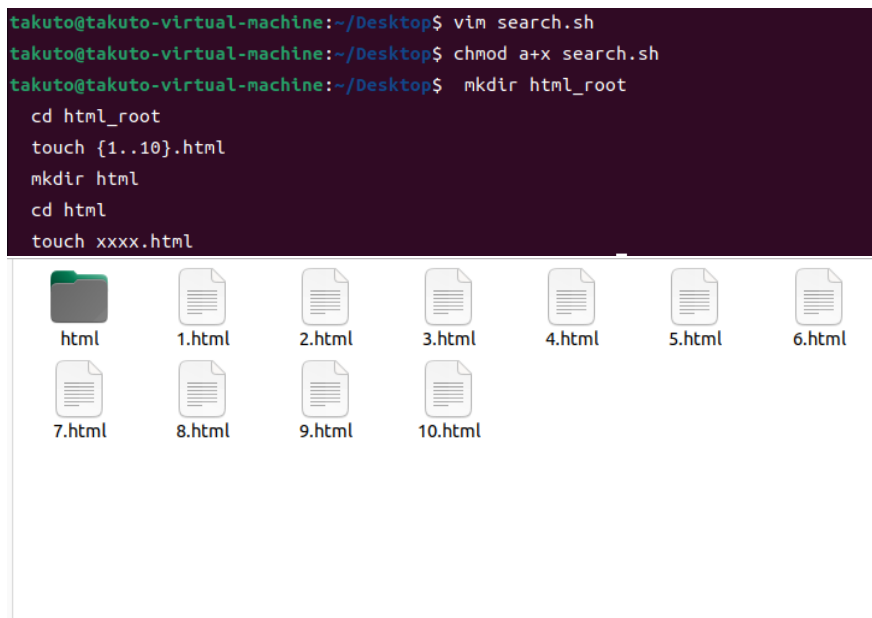 takuto@takuto-virtual-machine:~/Desktop$ vim search.sh
takuto@takuto-virtual-machine:~/Desktop$ chmod a+x search.sh
takuto@takuto-virtual-machine:~/Desktop$  mkdir html_root
  cd html_root
  touch {1..10}.html
  mkdir html
  cd html
  touch xxxx.html
html 1.html 2.html 3.html 4.html 5.html 6.html
7.html 8.html 9.html 10.html